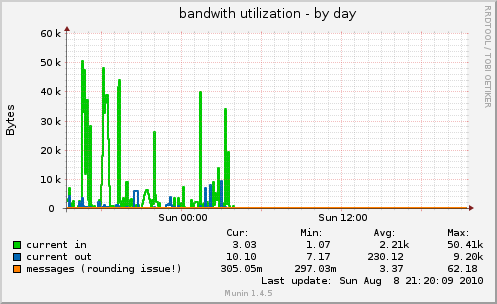 bandwith utilization - by day
RRDTOOL / TOBI OETIKER
Bytes
60 k
50 k
40 k
30 k
20 k
10 k
0
Sun 00:00 Sun 12:00
Cur: Min: Avg: Max:
current in 3.03 1.07 2.21k 50.41k
current out 10.10 7.17 230.12 9.20k
messages (rounding issue!) 305.05m 297.03m 3.37 62.18
Last update: Sun Aug 8 21:20:09 2010
Munin 1.4.5